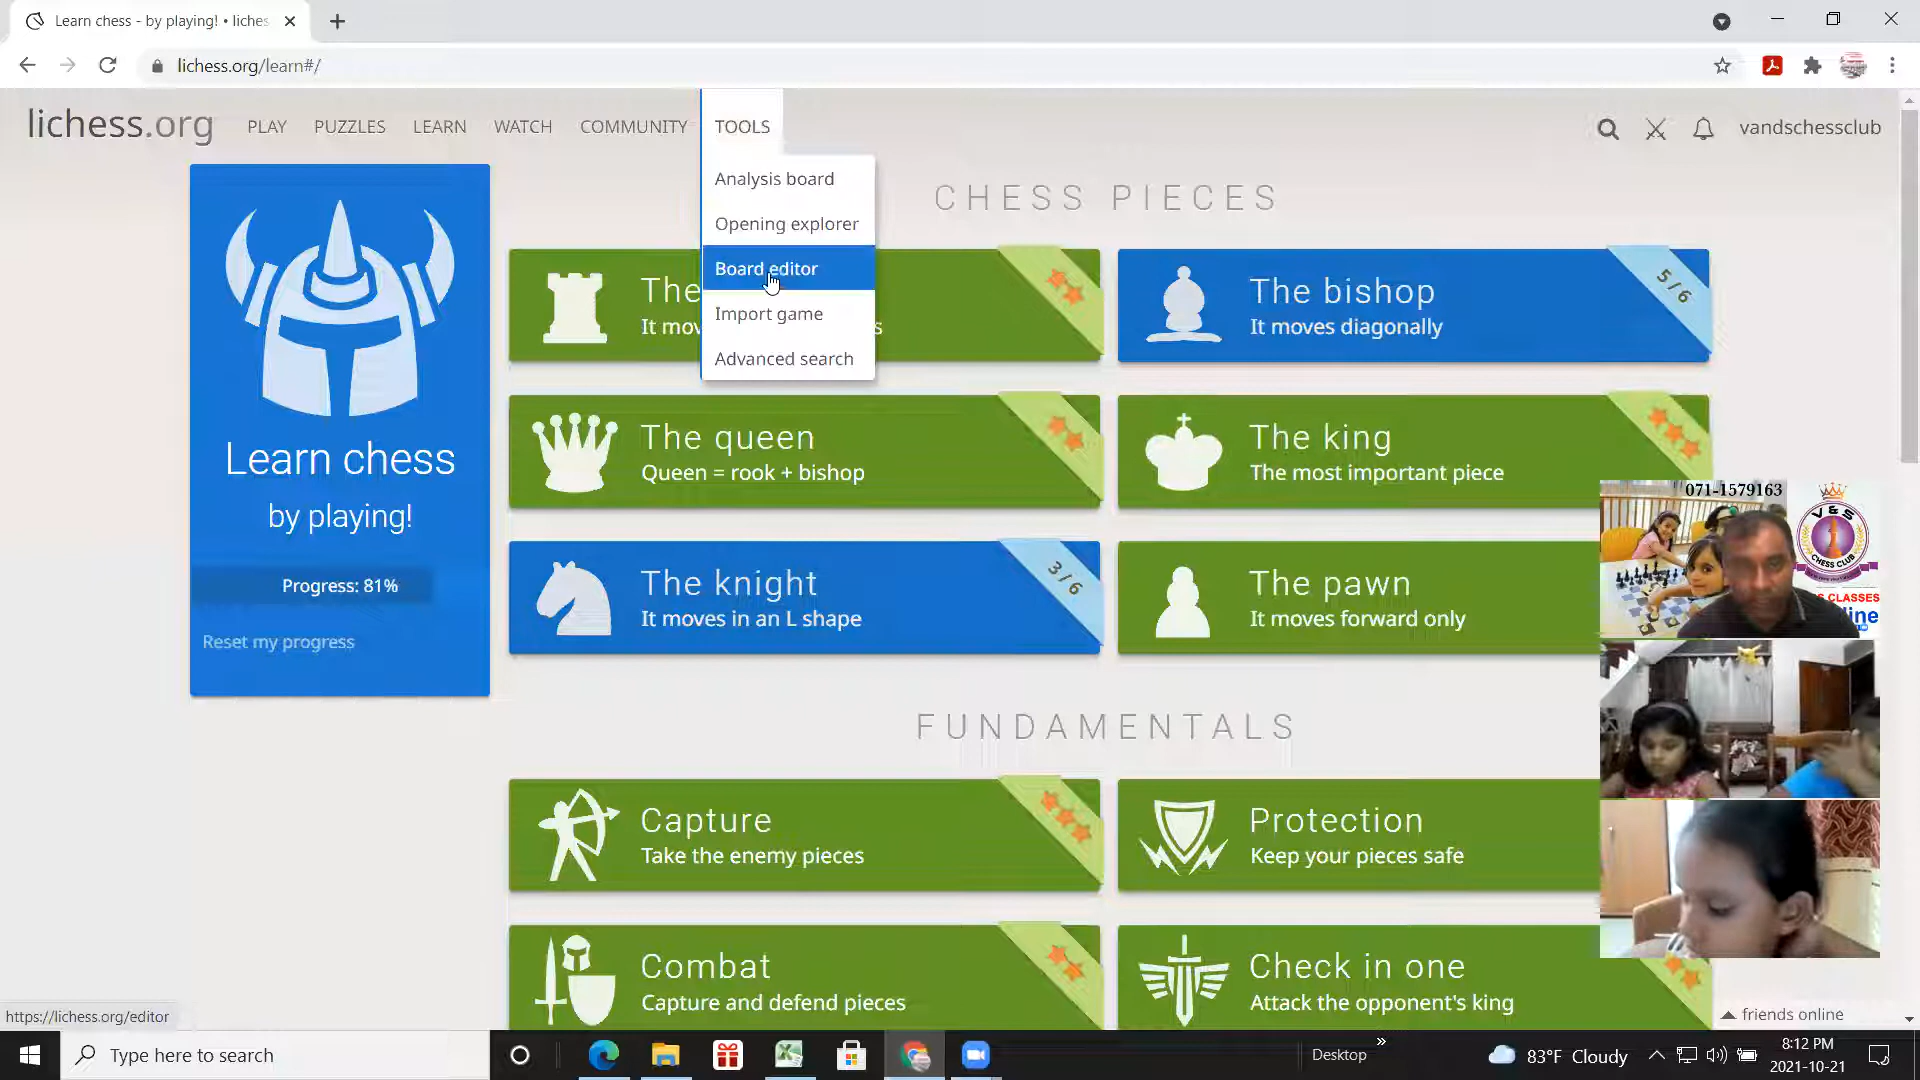 Learn chess - by playing! • liches
lichess.org/learn#/
lichess.org
PLAY
PUZZLES
LEARN
WATCH
COMMUNITY
TOOLS
vandschessclub
Analysis board
Opening explorer
Board editor
Import game
Advanced search
Learn chess
by playing!
Progress: 81%
Reset my progress
CHESS PIECES
The
It mov
s
The bishop
It moves diagonally
5/6
The queen
Queen = rook + bishop
The king
The most important piece
The knight
It moves in an L shape
3/6
The pawn
It moves forward only
FUNDAMENTALS
Capture
Take the enemy pieces
Protection
Keep your pieces safe
Combat
Capture and defend pieces
Check in one
Attack the opponent's king
071-1579163
V & S
CHESS CLUB
S CLASSES
line
friends online
https://lichess.org/editor
Type here to search
Desktop
83°F Cloudy
8:12 PM
2021-10-21